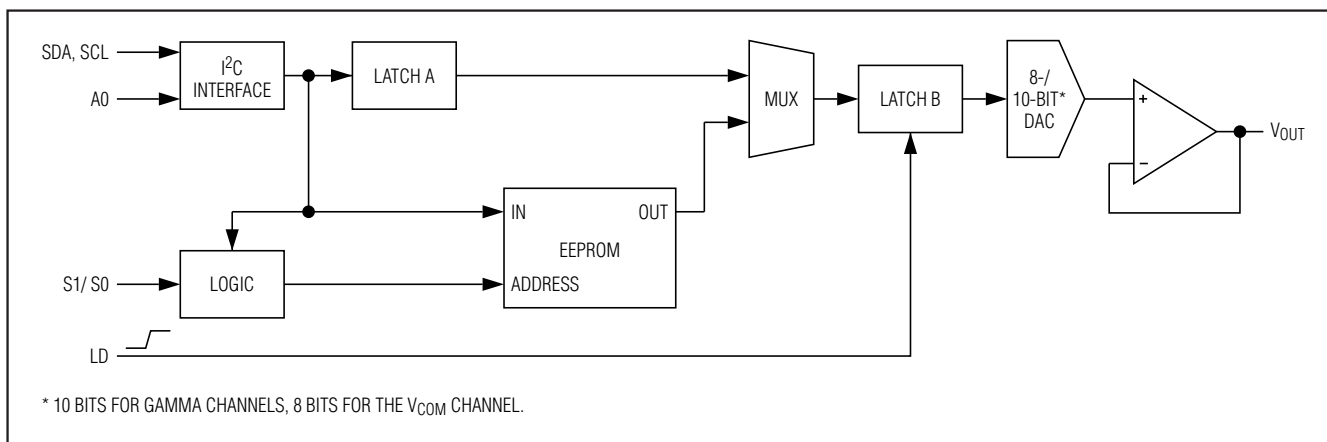 SDA, SCL
A0
I²C
INTERFACE
LATCH A
MUX
LATCH B
8-/
10-BIT*
DAC
+
−
VOUT
IN
OUT
EEPROM
ADDRESS
S1/ S0
LOGIC
LD
* 10 BITS FOR GAMMA CHANNELS, 8 BITS FOR THE VCOM CHANNEL.